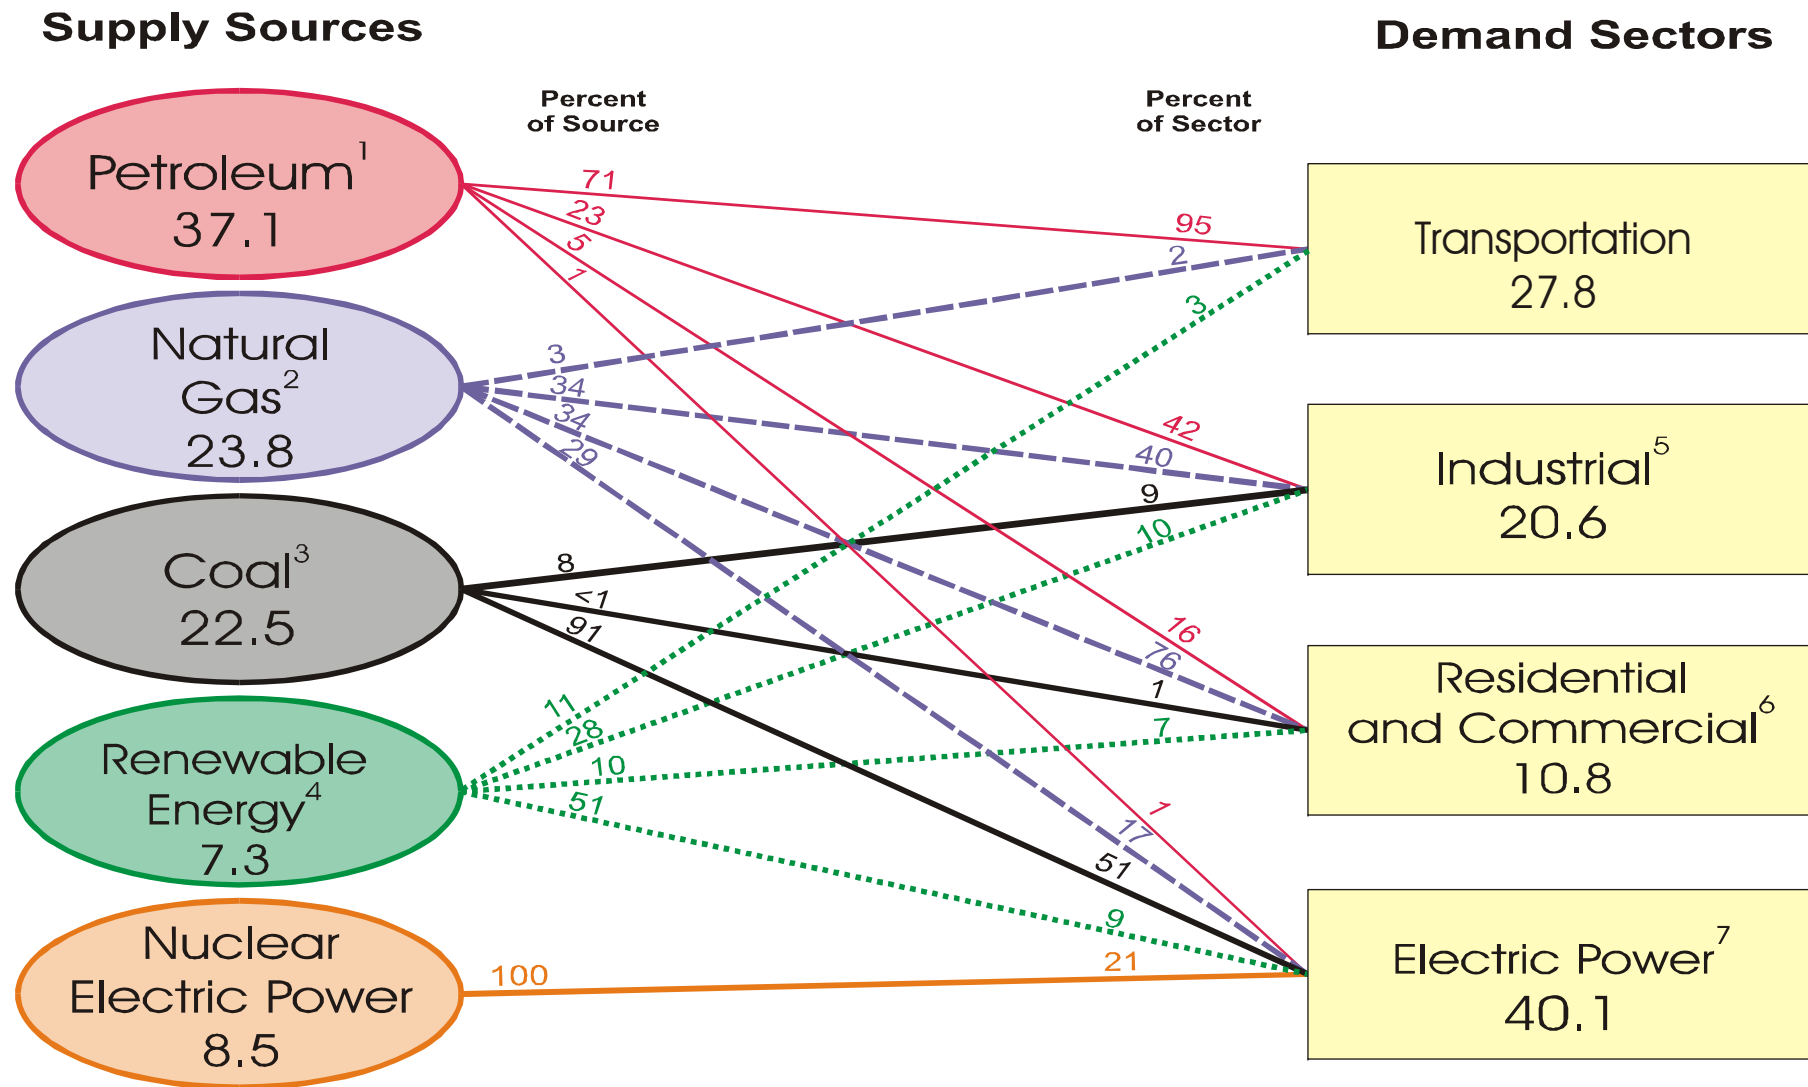 Supply Sources
Demand Sectors
Percent
of Source
Percent
of Sector
Petroleum¹
37.1
Natural
Gas²
23.8
Coal³
22.5
Renewable
Energy⁴
7.3
Nuclear
Electric Power
8.5
71
23
5
1
3
34
34
29
8
<1
91
11
28
10
51
100
95
2
3
42
40
9
10
16
76
1
7
1
17
51
9
21
Transportation
27.8
Industrial⁵
20.6
Residential
and Commercial⁶
10.8
Electric Power⁷
40.1